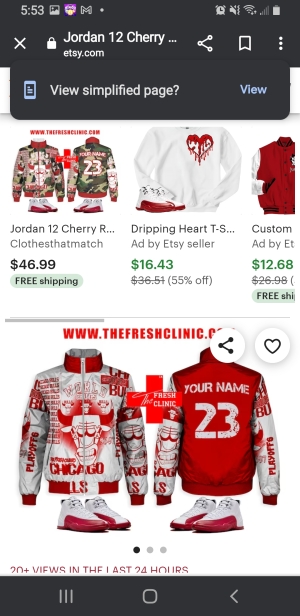 5:53
Jordan 12 Cherry ...
etsy.com
View simplified page?
View
WWW.THEFRESHCLINIC.COM
YOUR NAME
23
Jordan 12 Cherry R...
Clothesthatmatch
$46.99
FREE shipping
Dripping Heart T-S...
Ad by Etsy seller
$16.43
$36.51 (55% off)
Custom
Ad by Et
$12.68
$26.98 (
FREE shi
WWW.THEFRESHCLINIC.C
The FRESH
CLINIC
YOUR NAME
23
PLAYOFFS
CHICAGO
LS
PLAYOFFS
20+ VIEWS IN THE LAST 24 HOURS